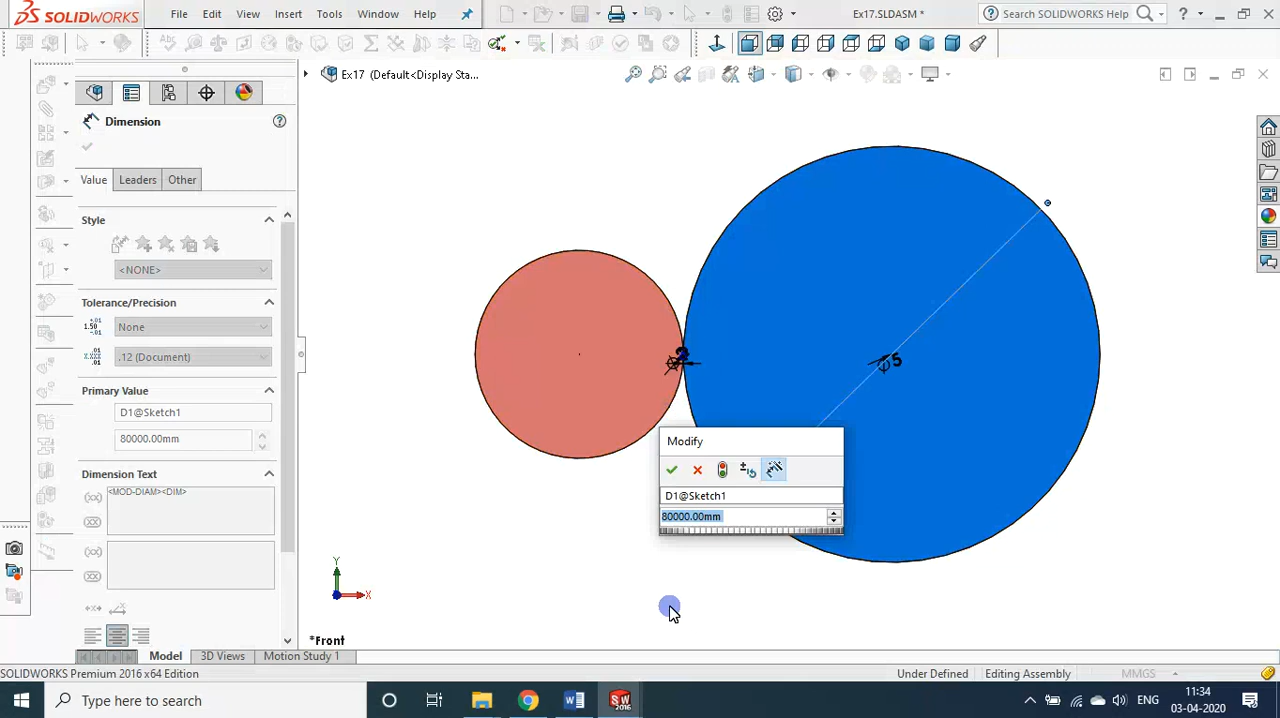 SOLIDWORKS
File
Edit
View
Insert
Tools
Window
Help
Ex17.SLDASM *
Search SOLIDWORKS Help
Ex17 (Default<Display Sta...
Dimension
Value
Leaders
Other
Style
<NONE>
Tolerance/Precision
None
.12 (Document)
Primary Value
D1@Sketch1
80000.00mm
Dimension Text
<MOD-DIAM><DIM>
Modify
D1@Sketch1
80000.00mm
Y
X
*Front
Model
3D Views
Motion Study 1
SOLIDWORKS Premium 2016 x64 Edition
Under Defined
Editing Assembly
MMGS
Type here to search
ENG
11:34
03-04-2020